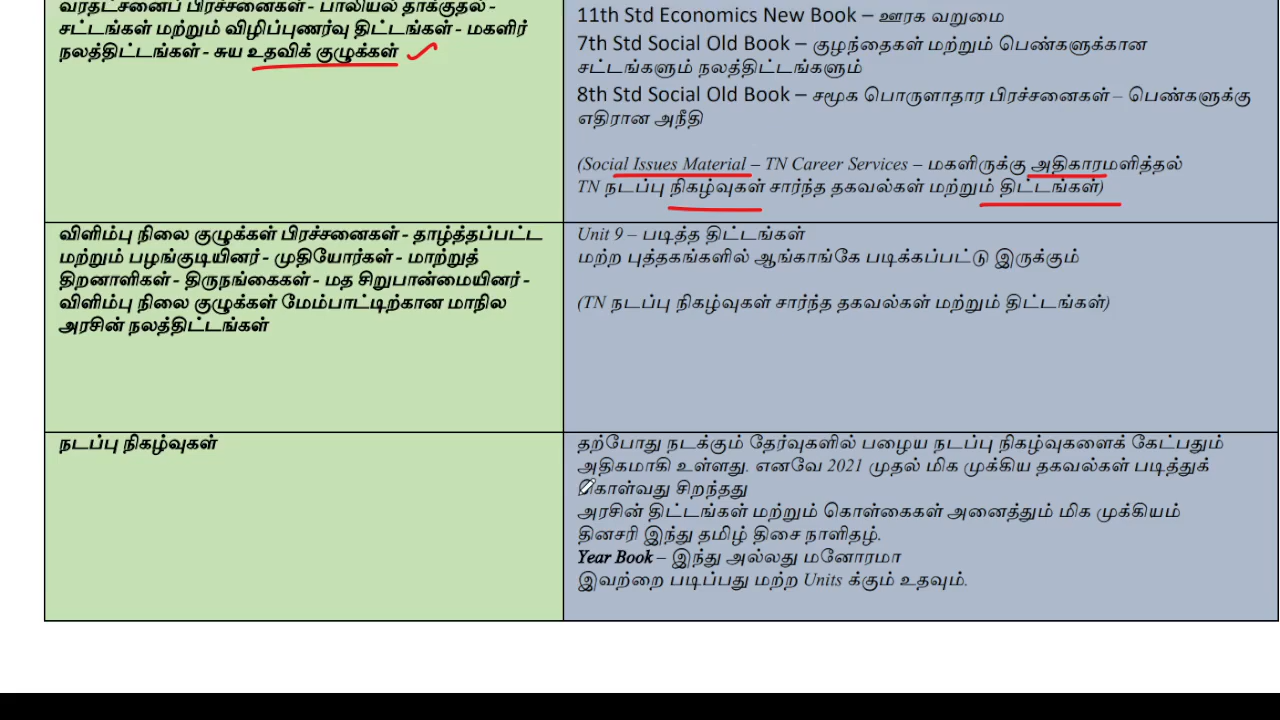 வரதட்சணைப் பிரச்சனைகள் - பாலியல் தாக்குதல் -
சட்டங்கள் மற்றும் விழிப்புணர்வு திட்டங்கள் - மகளிர்
நலத்திட்டங்கள் - சுய உதவிக் குழுக்கள்
11th Std Economics New Book – ஊரக வறுமை
7th Std Social Old Book – குழந்தைகள் மற்றும் பெண்களுக்கான
சட்டங்களும் நலத்திட்டங்களும்
8th Std Social Old Book – சமூக பொருளாதார பிரச்சனைகள் – பெண்களுக்கு
எதிரான அநீதி
(Social Issues Material – TN Career Services – மகளிருக்கு அதிகாரமளித்தல்
TN நடப்பு நிகழ்வுகள் சார்ந்த தகவல்கள் மற்றும் திட்டங்கள்)
விளிம்பு நிலை குழுக்கள் பிரச்சனைகள் - தாழ்த்தப்பட்ட
மற்றும் பழங்குடியினர் - முதியோர்கள் - மாற்றுத்
திறனாளிகள் - திருநங்கைகள் - மத சிறுபான்மையினர் -
விளிம்பு நிலை குழுக்கள் மேம்பாட்டிற்கான மாநில
அரசின் நலத்திட்டங்கள்
Unit 9 – படித்த திட்டங்கள்
மற்ற புத்தகங்களில் ஆங்காங்கே படிக்கப்பட்டு இருக்கும்
(TN நடப்பு நிகழ்வுகள் சார்ந்த தகவல்கள் மற்றும் திட்டங்கள்)
நடப்பு நிகழ்வுகள்
தற்போது நடக்கும் தேர்வுகளில் பழைய நடப்பு நிகழ்வுகளைக் கேட்பதும்
அதிகமாகி உள்ளது. எனவே 2021 முதல் மிக முக்கிய தகவல்கள் படித்துக்
கொள்வது சிறந்தது
அரசின் திட்டங்கள் மற்றும் கொள்கைகள் அனைத்தும் மிக முக்கியம்
தினசரி இந்து தமிழ் திசை நாளிதழ்.
Year Book – இந்து அல்லது மனோரமா
இவற்றை படிப்பது மற்ற Units க்கும் உதவும்.